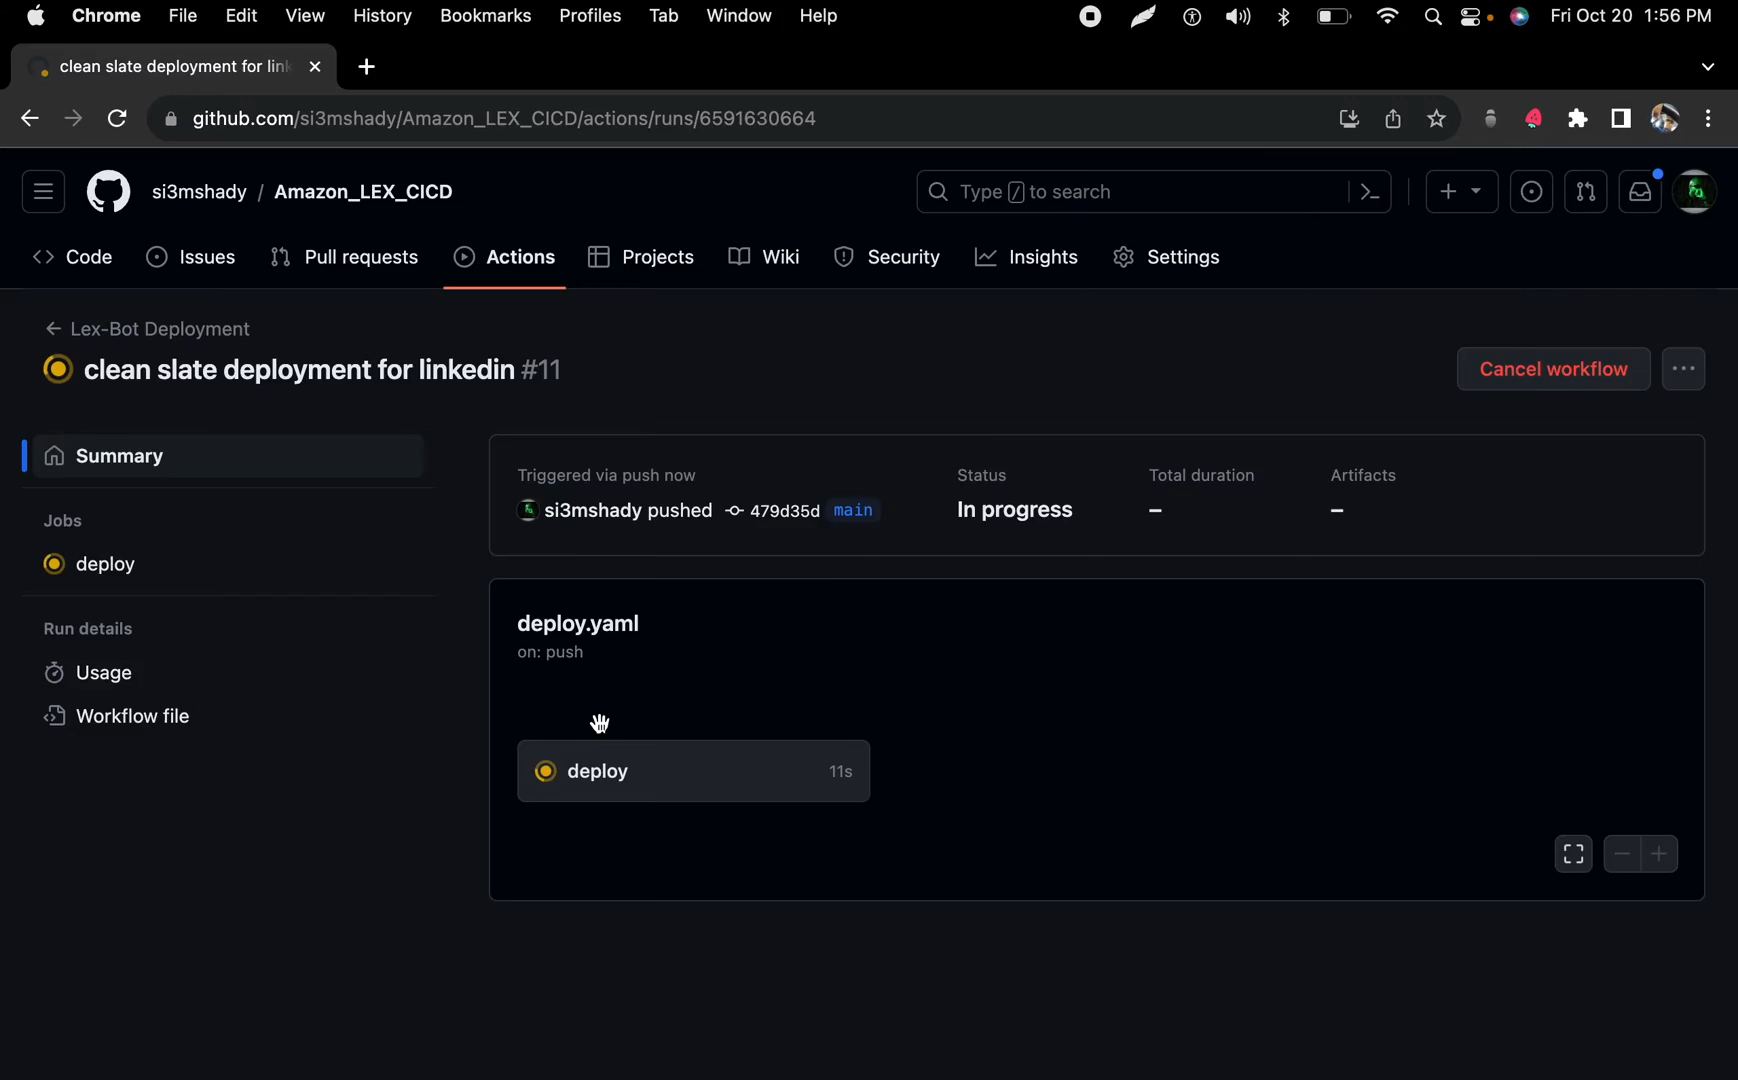 Chrome File Edit View History Bookmarks Profiles Tab Window Help Fri Oct 20 1:56 PM
clean slate deployment for link
github.com/si3mshady/Amazon_LEX_CICD/actions/runs/6591630664
si3mshady / Amazon_LEX_CICD Type / to search
Code Issues Pull requests Actions Projects Wiki Security Insights Settings
Lex-Bot Deployment
clean slate deployment for linkedin #11 Cancel workflow
Summary
Jobs
deploy
Run details
Usage
Workflow file
Triggered via push now Status Total duration Artifacts
si3mshady pushed 479d35d main In progress – –
deploy.yaml
on: push
deploy 11s